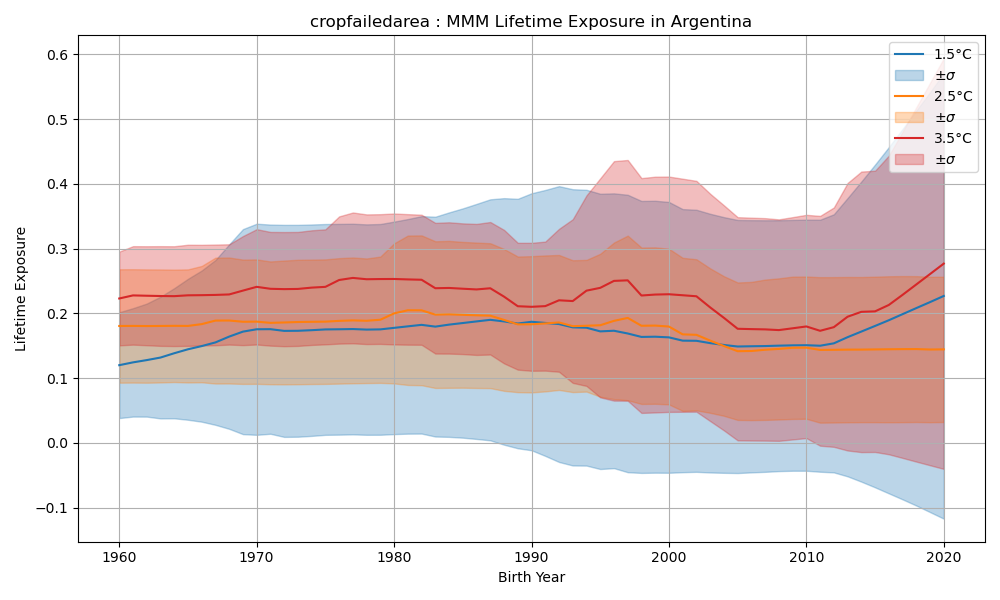 cropfailedarea : MMM Lifetime Exposure in Argentina
0.6
0.5
0.4
0.3
0.2
0.1
0.0
−0.1
Lifetime Exposure
1960
1970
1980
1990
2000
2010
2020
Birth Year
1.5°C
±σ
2.5°C
±σ
3.5°C
±σ